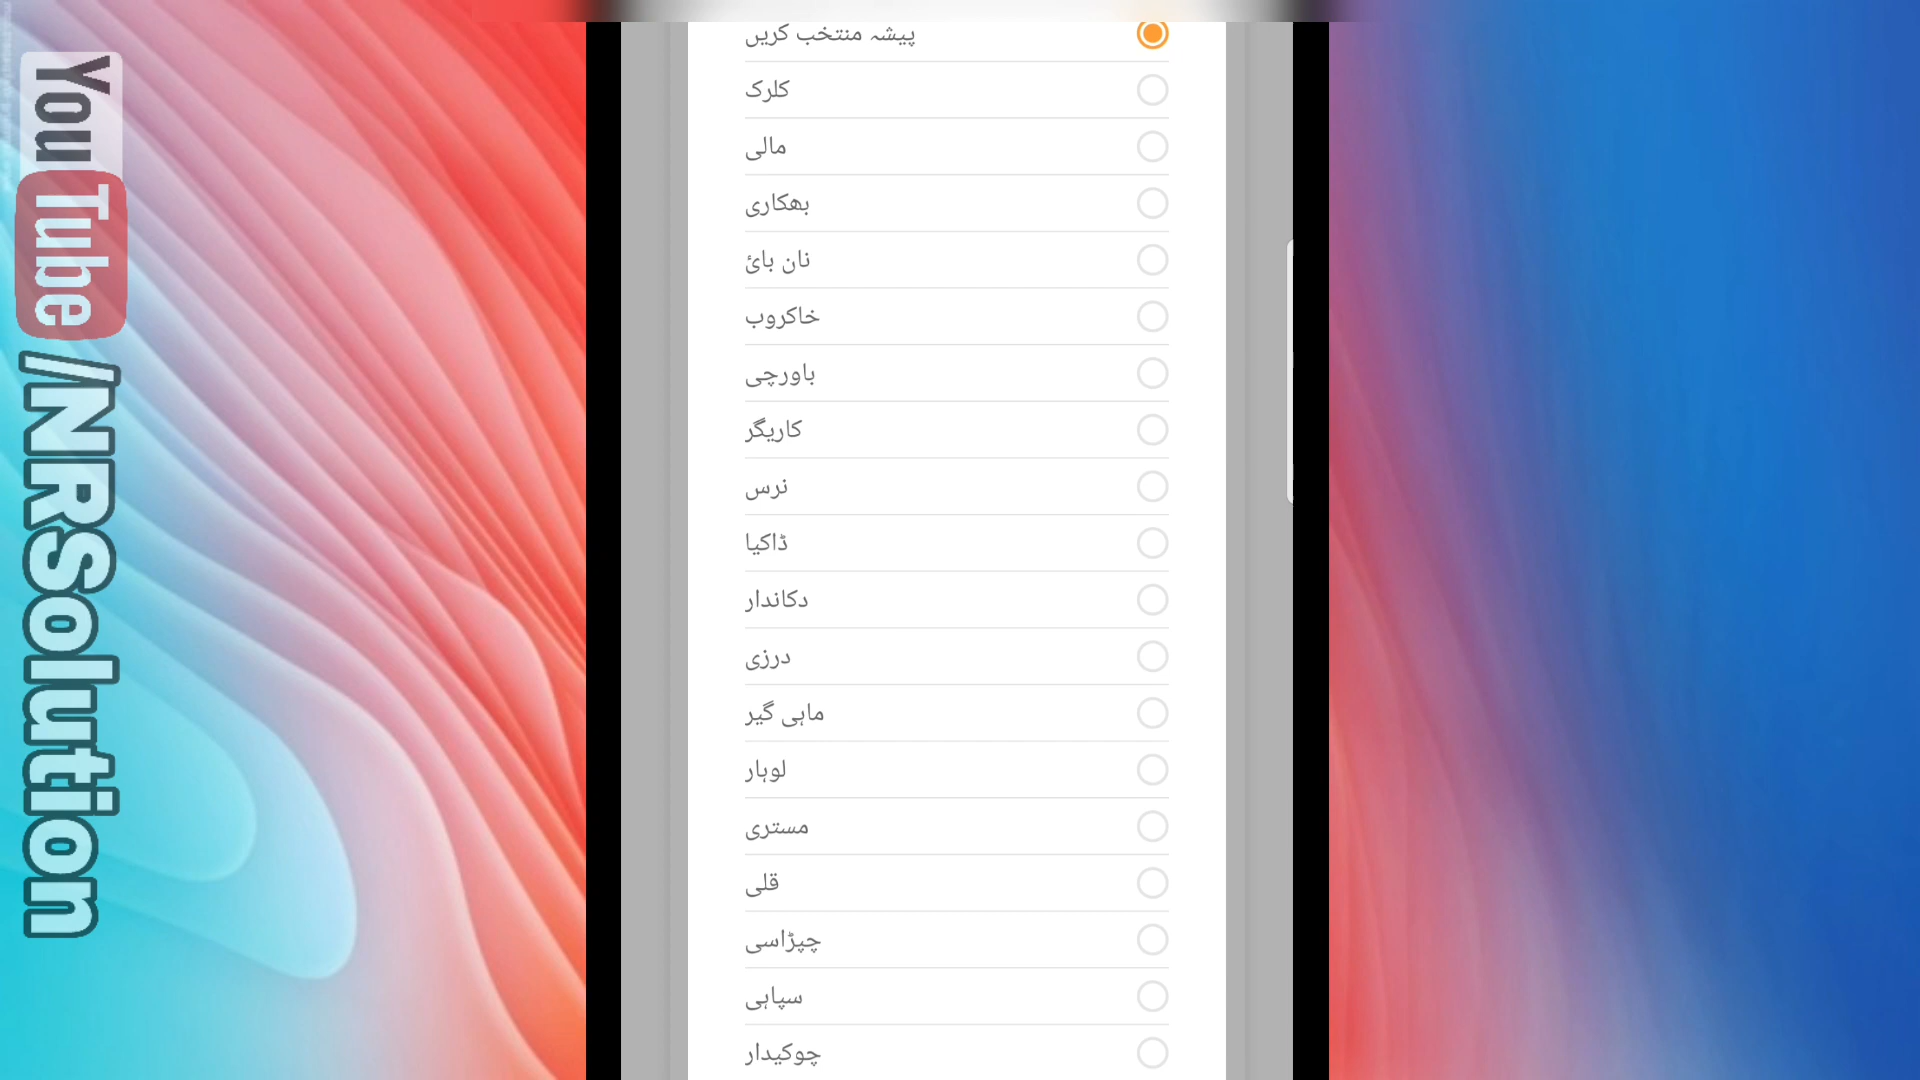 YouTube /NRSolution
پیشہ منتخب کریں
کلرک
مالی
بھکاری
نان بائ
خاکروب
باورچی
کاریگر
نرس
ڈاکیا
دکاندار
درزی
ماہی گیر
لوہار
مستری
قلی
چپڑاسی
سپاہی
چوکیدار